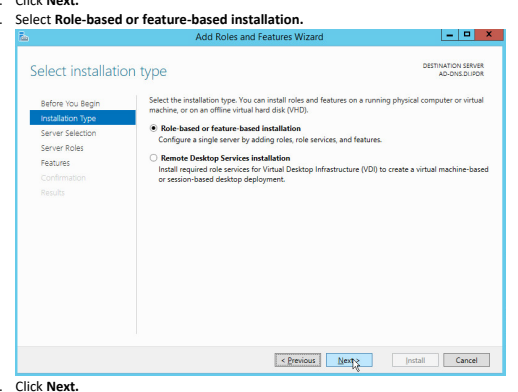 . Click Next.
. Select Role-based or feature-based installation.
Add Roles and Features Wizard
Select installation type
DESTINATION SERVER
AD-DNS.DI.IPDR
Before You Begin
Installation Type
Server Selection
Server Roles
Features
Confirmation
Results
Select the installation type. You can install roles and features on a running physical computer or virtual
machine, or on an offline virtual hard disk (VHD).
Role-based or feature-based installation
Configure a single server by adding roles, role services, and features.
Remote Desktop Services installation
Install required role services for Virtual Desktop Infrastructure (VDI) to create a virtual machine-based
or session-based desktop deployment.
< Previous
Next >
Install
Cancel
. Click Next.